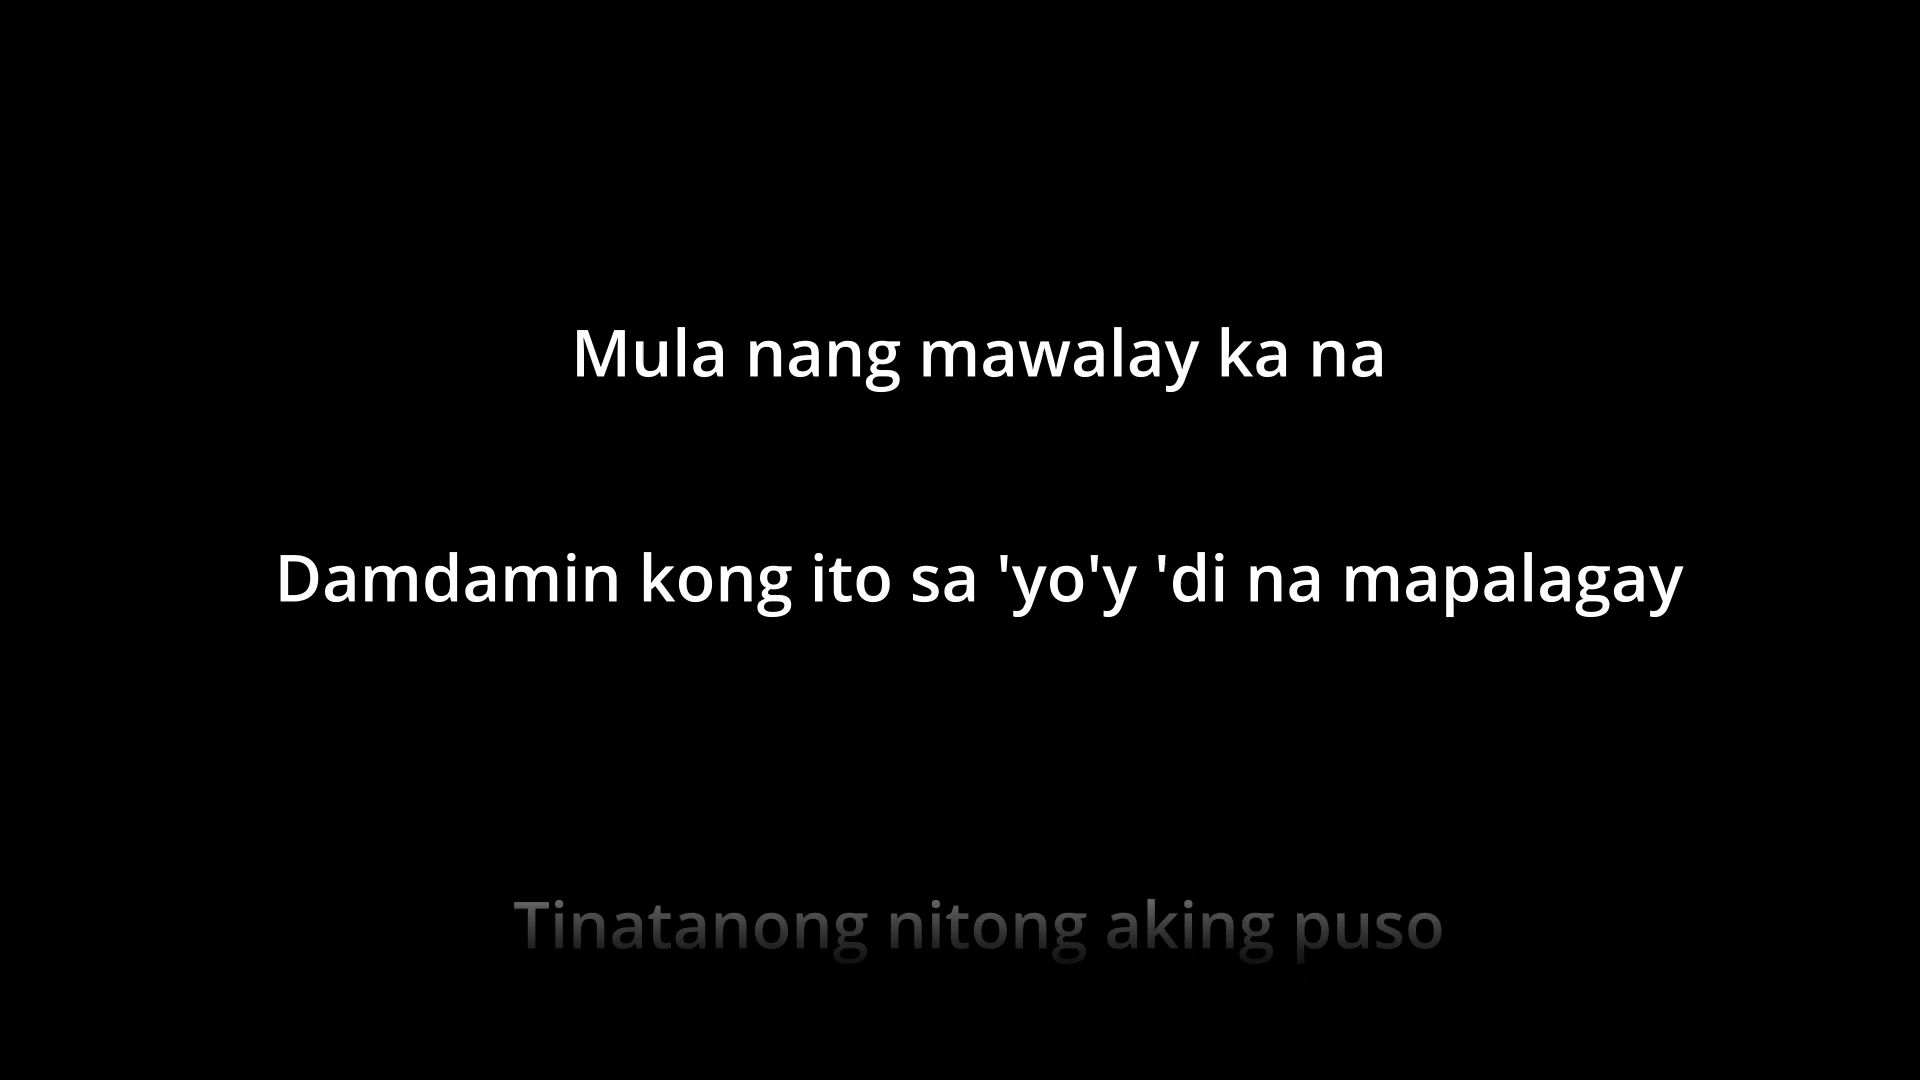 Mula nang mawalay ka na
Damdamin kong ito sa 'yo'y 'di na mapalagay
Tinatanong nitong aking puso